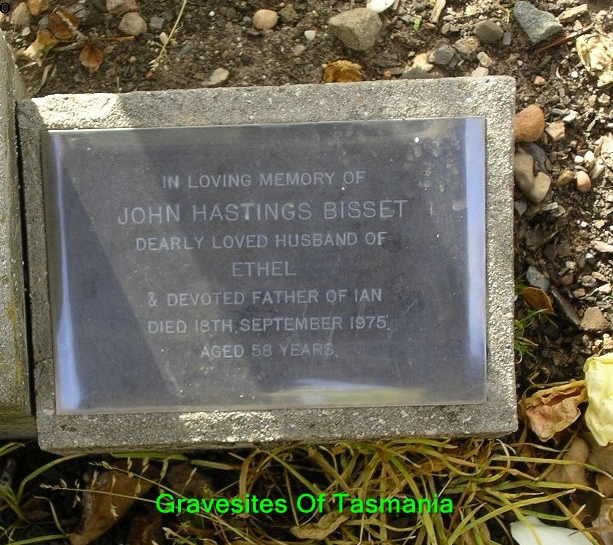 IN LOVING MEMORY OF
JOHN HASTINGS BISSET
DEARLY LOVED HUSBAND OF
ETHEL
& DEVOTED FATHER OF IAN
DIED 18TH SEPTEMBER 1975
AGED 58 YEARS
Gravesites Of Tasmania